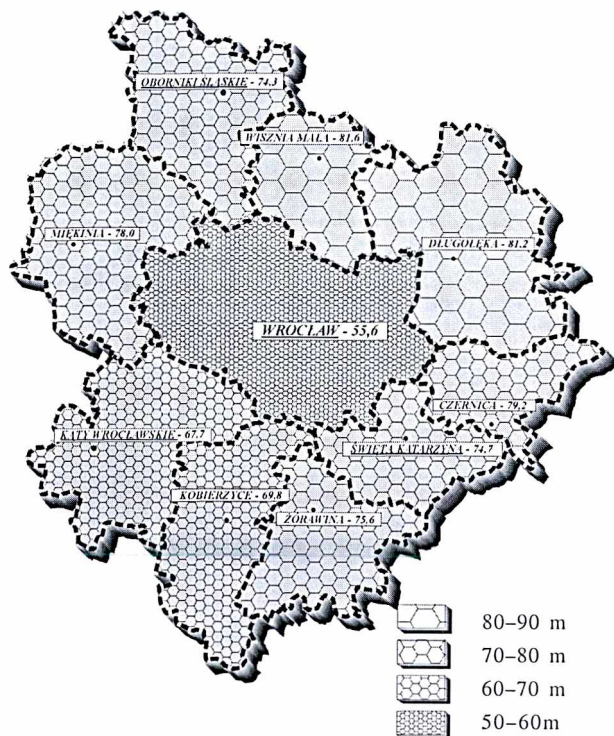 OBORNIKI ŚLĄSKIE - 74.3
WISZNIA MAŁA - 81.6
MIĘKINIA - 78.0
DŁUGOŁĘKA - 81.2
WROCŁAW - 55,6
CZERNICA - 79.2
KĄTY WROCŁAWSKIE - 67.7
ŚWIĘTA KATARZYNA - 74.7
KOBIERZYCE - 69.8
ŻÓRAWINA - 75.6
80–90 m
70–80 m
60–70 m
50–60m